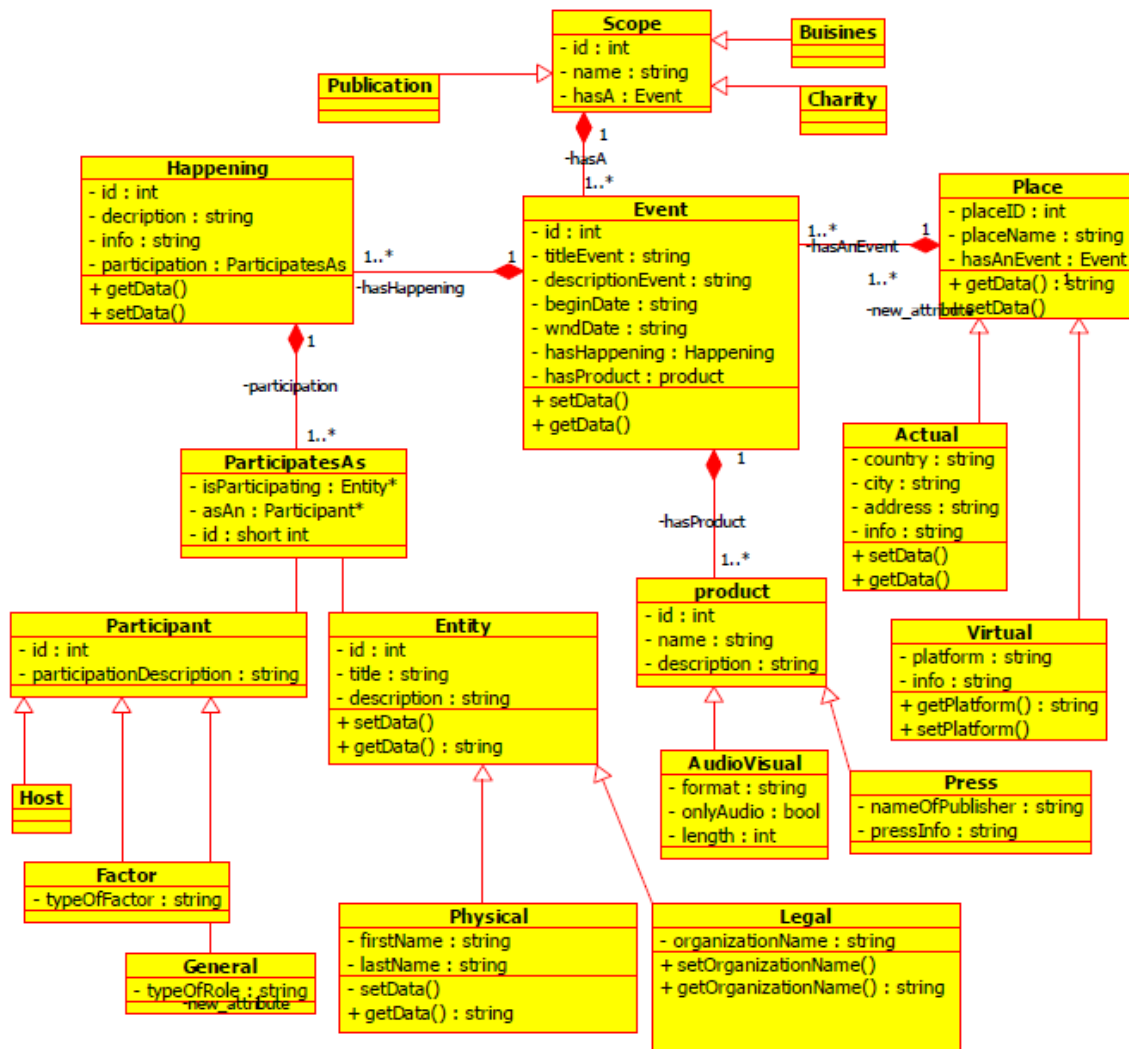 Scope
- id : int
- name : string
- hasA : Event
Buisines
Publication
Charity
1
-hasA
1..*
Happening
- id : int
- decription : string
- info : string
- participation : ParticipatesAs
+ getData()
+ setData()
1..*
-hasHappening
1
Event
- id : int
- titleEvent : string
- descriptionEvent : string
- beginDate : string
- wndDate : string
- hasHappening : Happening
- hasProduct : product
+ setData()
+ getData()
1..*
-hasAnEvent
1
1..*
-new_attribute
1
Place
- placeID : int
- placeName : string
- hasAnEvent : Event
+ getData() : string
+ setData()
1
-participation
1..*
ParticipatesAs
- isParticipating : Entity*
- asAn : Participant*
- id : short int
1
-hasProduct
1..*
Actual
- country : string
- city : string
- address : string
- info : string
+ setData()
+ getData()
Participant
- id : int
- participationDescription : string
Entity
- id : int
- title : string
- description : string
+ setData()
+ getData() : string
product
- id : int
- name : string
- description : string
Virtual
- platform : string
- info : string
+ getPlatform() : string
+ setPlatform()
Host
AudioVisual
- format : string
- onlyAudio : bool
- length : int
Press
- nameOfPublisher : string
- pressInfo : string
Factor
- typeOfFactor : string
General
- typeOfRole : string
-new_attribute
Physical
- firstName : string
- lastName : string
- setData()
+ getData() : string
Legal
- organizationName : string
+ setOrganizationName()
+ getOrganizationName() : string